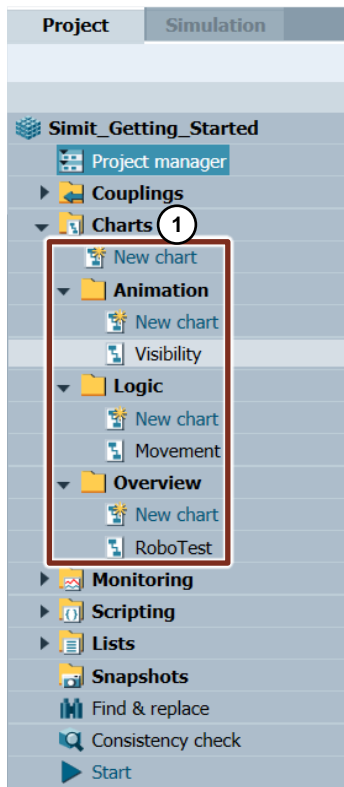 Project Simulation
Simit_Getting_Started
Project manager
Couplings
Charts 1
New chart
Animation
New chart
Visibility
Logic
New chart
Movement
Overview
New chart
RoboTest
Monitoring
Scripting
Lists
Snapshots
Find & replace
Consistency check
Start